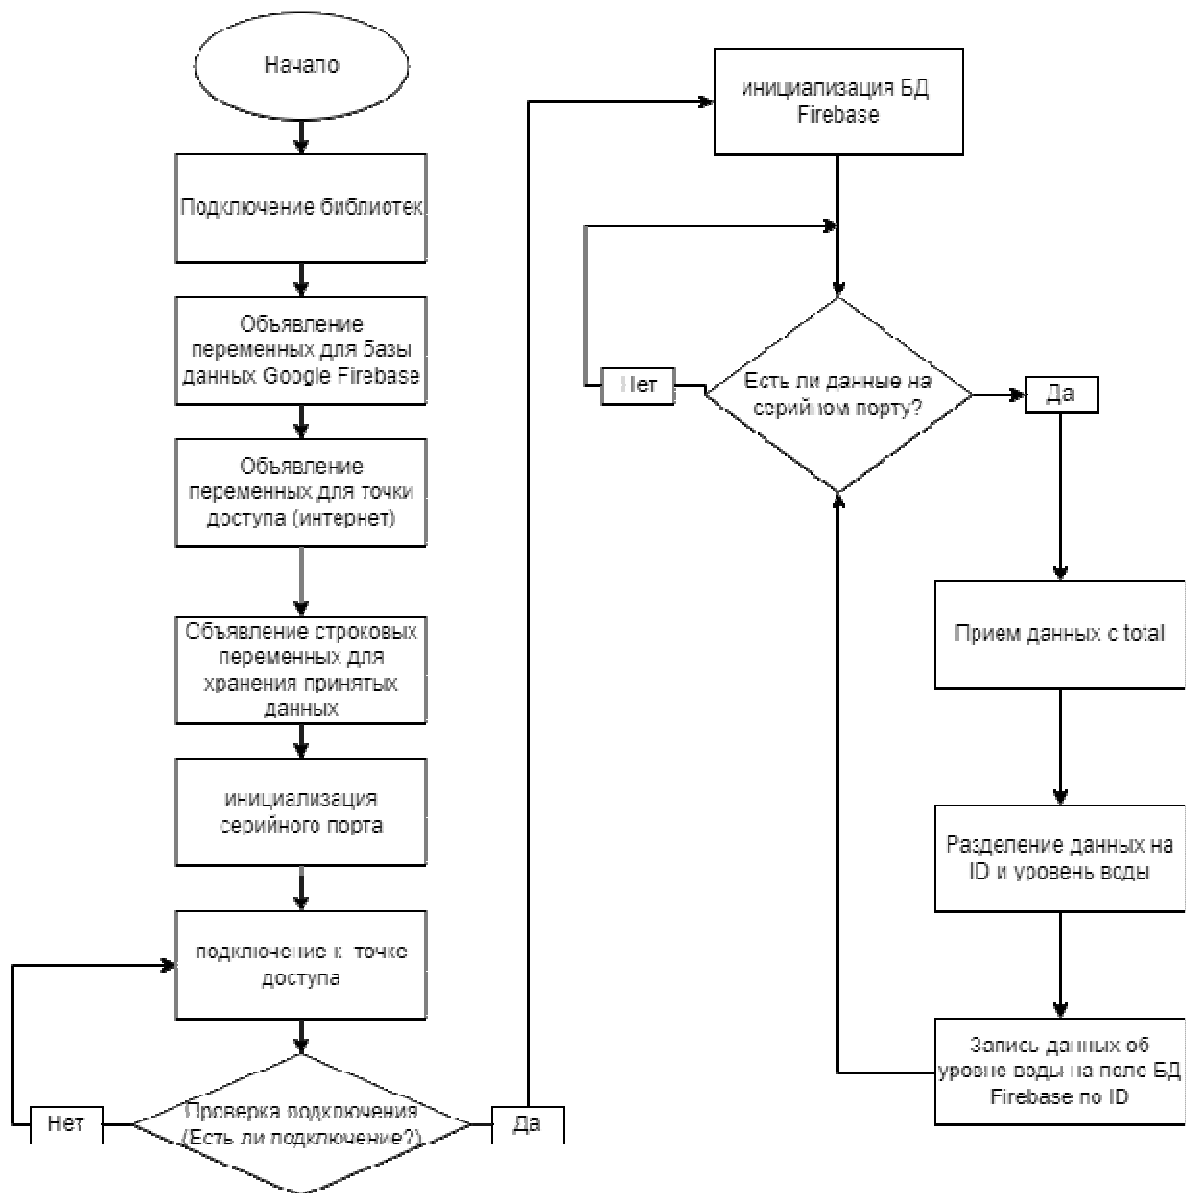 Начало
Подключение библиотек
Объявление
переменных для базы
данных Google Firebase
Объявление
переменных для точки
доступа (интернет)
Объявление строковых
переменных для
хранения принятых
данных
инициализация
серийного порта
подключение к точке
доступа
Проверка подключения
(Есть ли подключение?)
Нет
Да
инициализация БД
Firebase
Есть ли данные на
серийном порту?
Нет
Да
Прием данных с total
Разделение данных на
ID и уровень воды
Запись данных об
уровне воды на поле БД
Firebase по ID